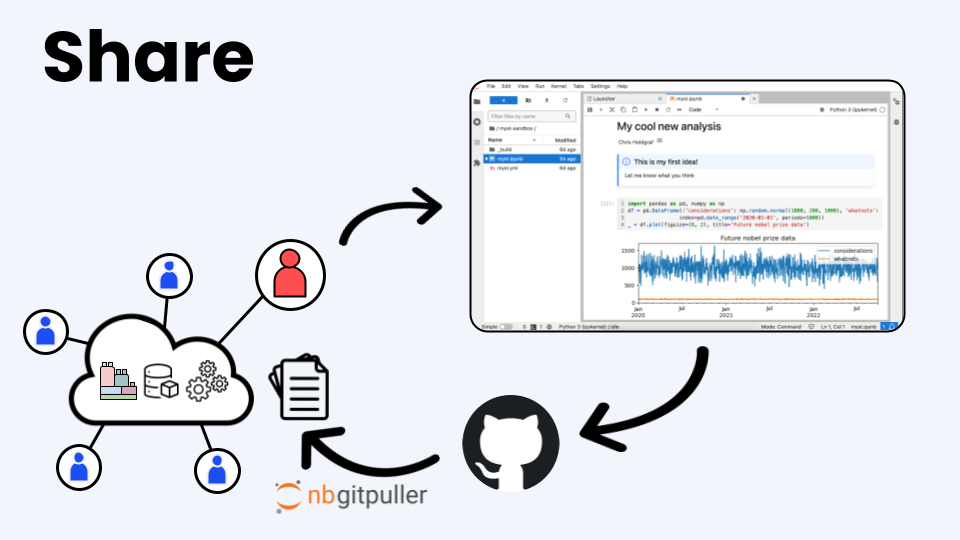 Share
File Edit View Run Kernel Tabs Settings Help
Launcher
myst.ipynb
Filter files by name
Code
Python 3 (ipykernel)
/ myst-sandbox /
Name
Modified
_build
6d ago
myst.ipynb
1m ago
myst.yml
6d ago
My cool new analysis
Chris Holdgraf
This is my first idea!
Let me know what you think
1 import pandas as pd, numpy as np
2 df = pd.DataFrame({'considerations': np.random.normal(1000, 200, 1000), 'whatnots':
3 index=pd.date_range('2020-01-01', periods=1000))
4 _ = df.plot(figsize=(8, 2), title='Future nobel prize data')
Future nobel prize data
considerations
whatnots
1500
1000
500
0
Jan
2020
Jul
Jan
2021
Jul
Jan
2022
Jul
Simple
Python 3 (ipykernel) | Idle
Mode: Command
Ln 1, Col 1
myst.ipynb
nbgitpuller